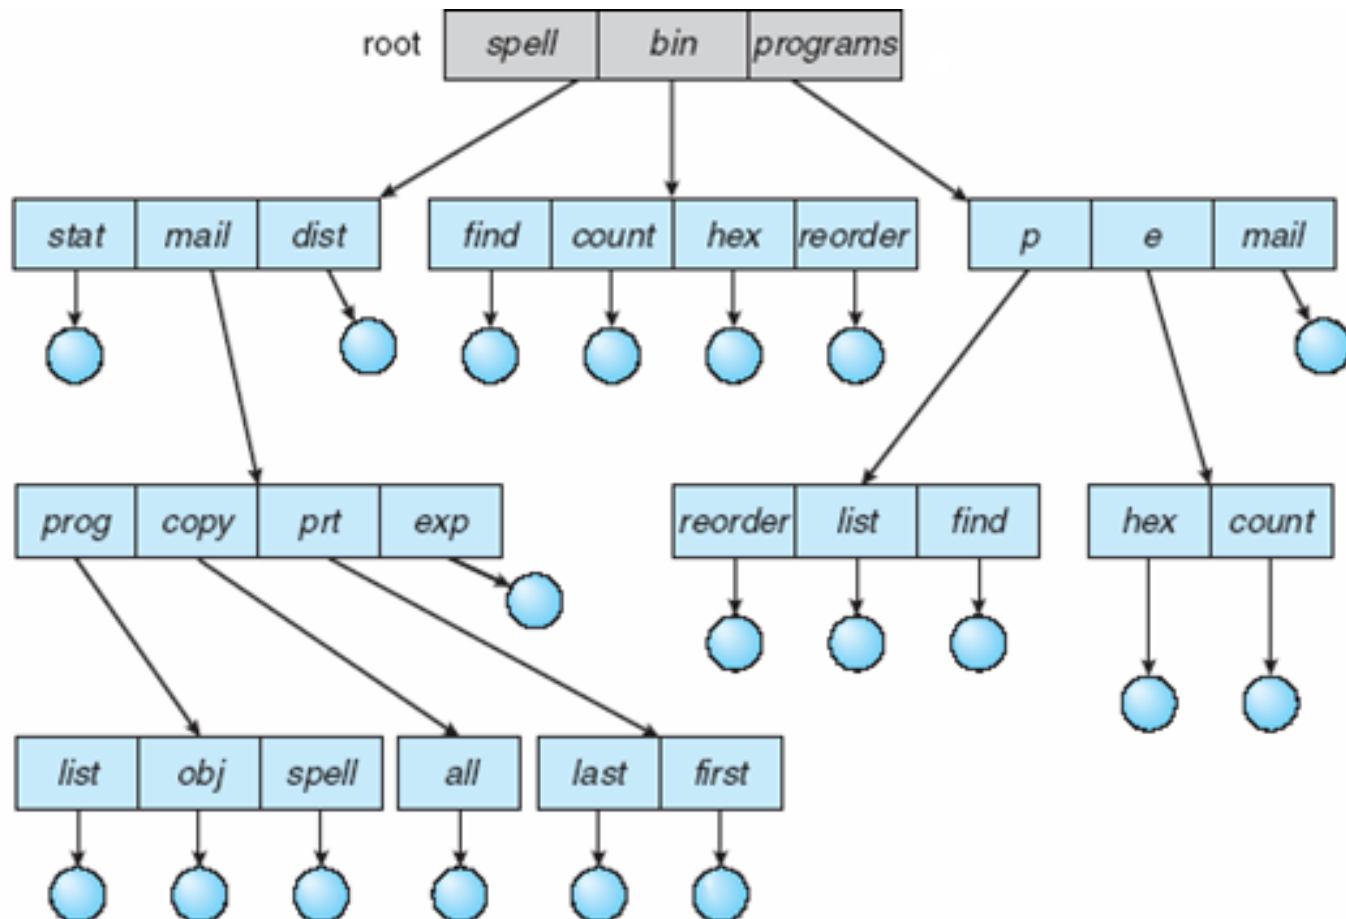 root spell bin programs
stat mail dist find count hex reorder p e mail
prog copy prt exp reorder list find hex count
list obj spell all last first